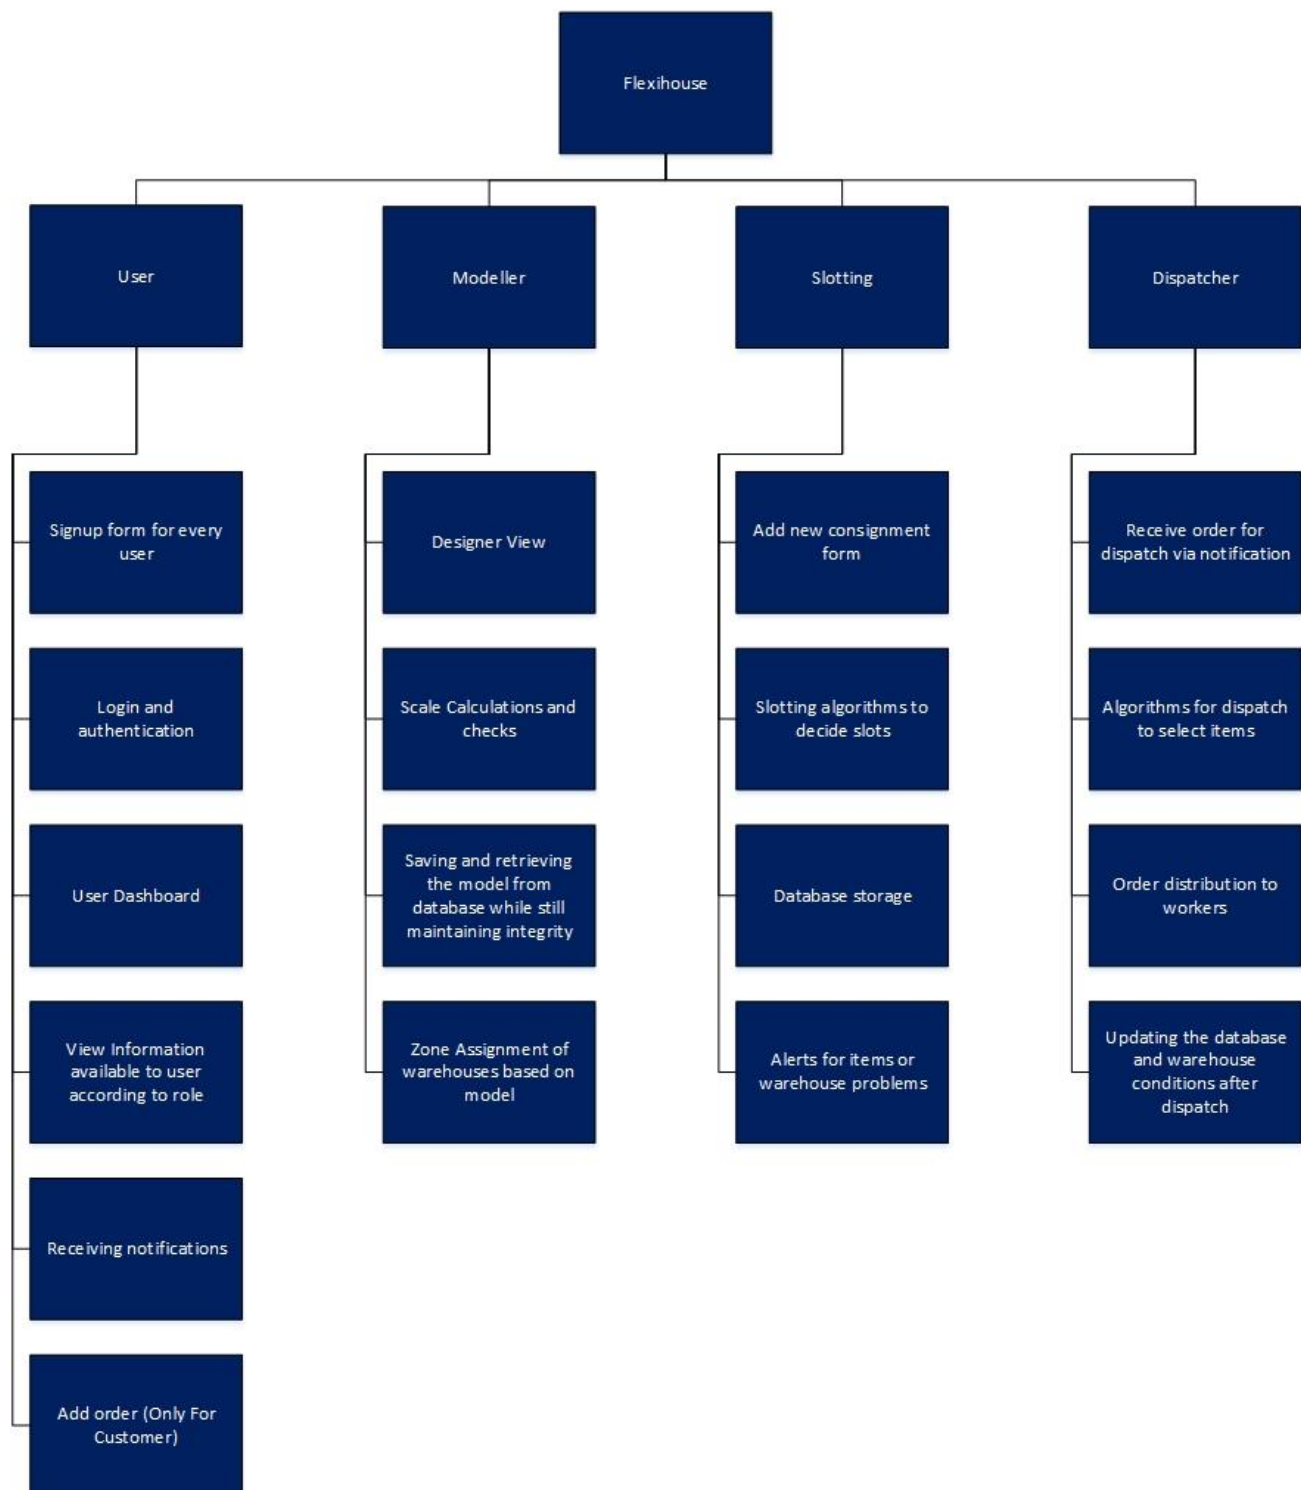 Flexihouse
User
Modeller
Slotting
Dispatcher
Signup form for every
user
Login and
authentication
User Dashboard
View Information
available to user
according to role
Receiving notifications
Add order (Only For
Customer)
Designer View
Scale Calculations and
checks
Saving and retrieving
the model from
database while still
maintaining integrity
Zone Assignment of
warehouses based on
model
Add new consignment
form
Slotting algorithms to
decide slots
Database storage
Alerts for items or
warehouse problems
Receive order for
dispatch via notification
Algorithms for dispatch
to select items
Order distribution to
workers
Updating the database
and warehouse
conditions after
dispatch